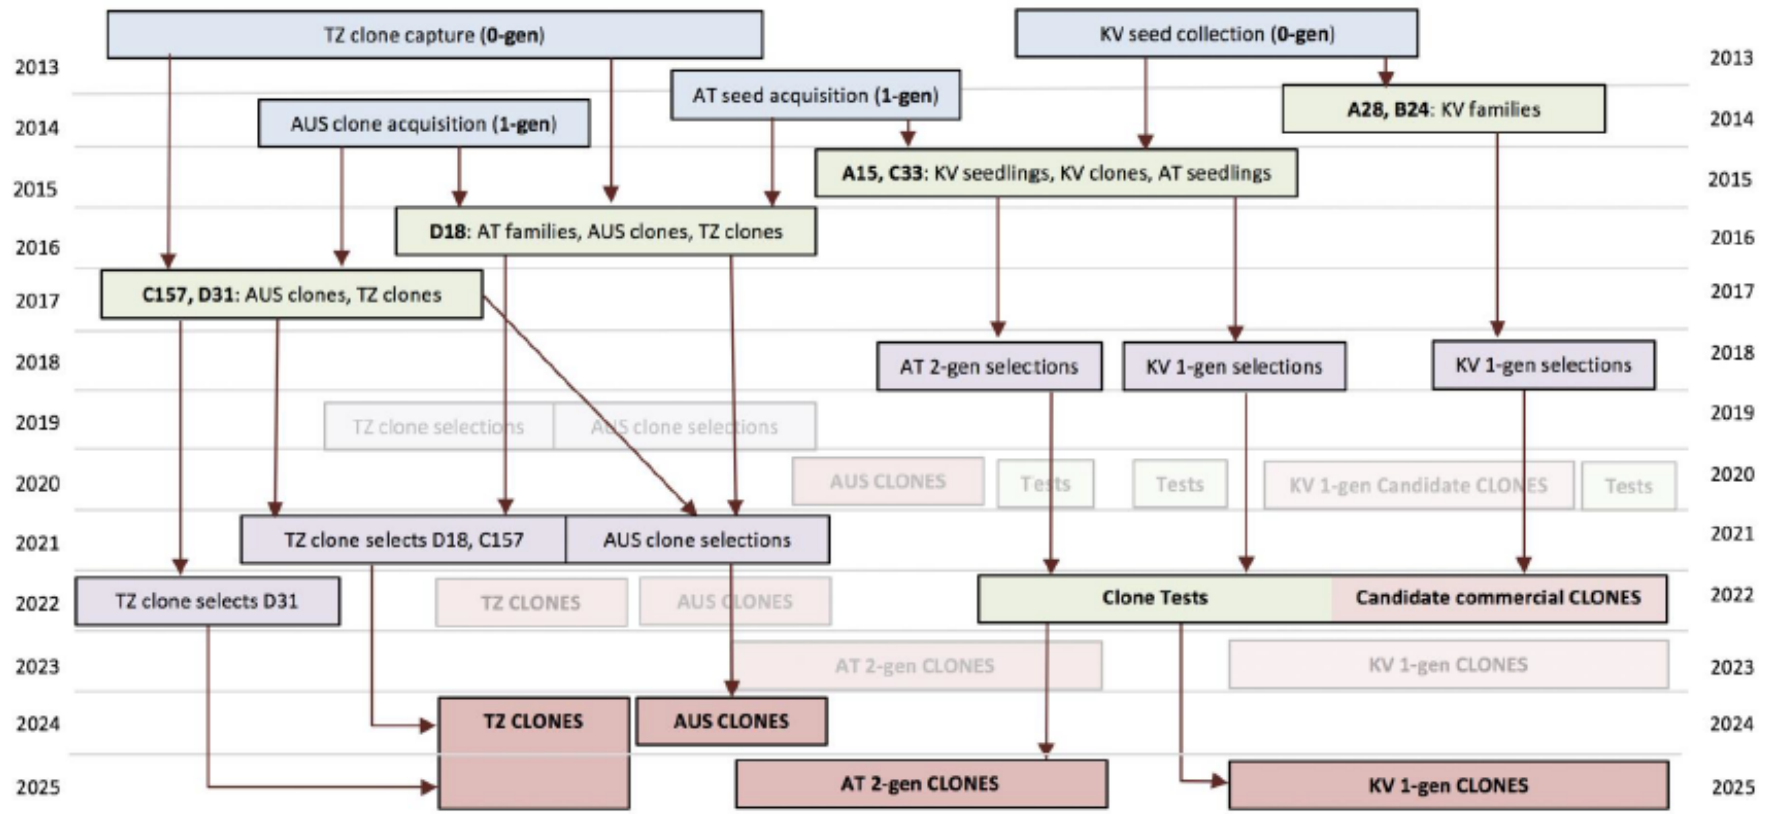 TZ clone capture (0-gen)
KV seed collection (0-gen)
2013
2013
AT seed acquisition (1-gen)
A28, B24: KV families
AUS clone acquisition (1-gen)
2014
2014
A15, C33: KV seedlings, KV clones, AT seedlings
2015
2015
D18: AT families, AUS clones, TZ clones
2016
2016
C157, D31: AUS clones, TZ clones
2017
2017
AT 2-gen selections
KV 1-gen selections
KV 1-gen selections
2018
2018
TZ clone selections
AUS clone selections
2019
2019
AUS CLONES
Tests
Tests
KV 1-gen Candidate CLONES
Tests
2020
2020
TZ clone selects D18, C157
AUS clone selections
2021
2021
TZ clone selects D31
TZ CLONES
AUS CLONES
Clone Tests
Candidate commercial CLONES
2022
2022
AT 2-gen CLONES
KV 1-gen CLONES
2023
2023
TZ CLONES
AUS CLONES
2024
2024
AT 2-gen CLONES
KV 1-gen CLONES
2025
2025